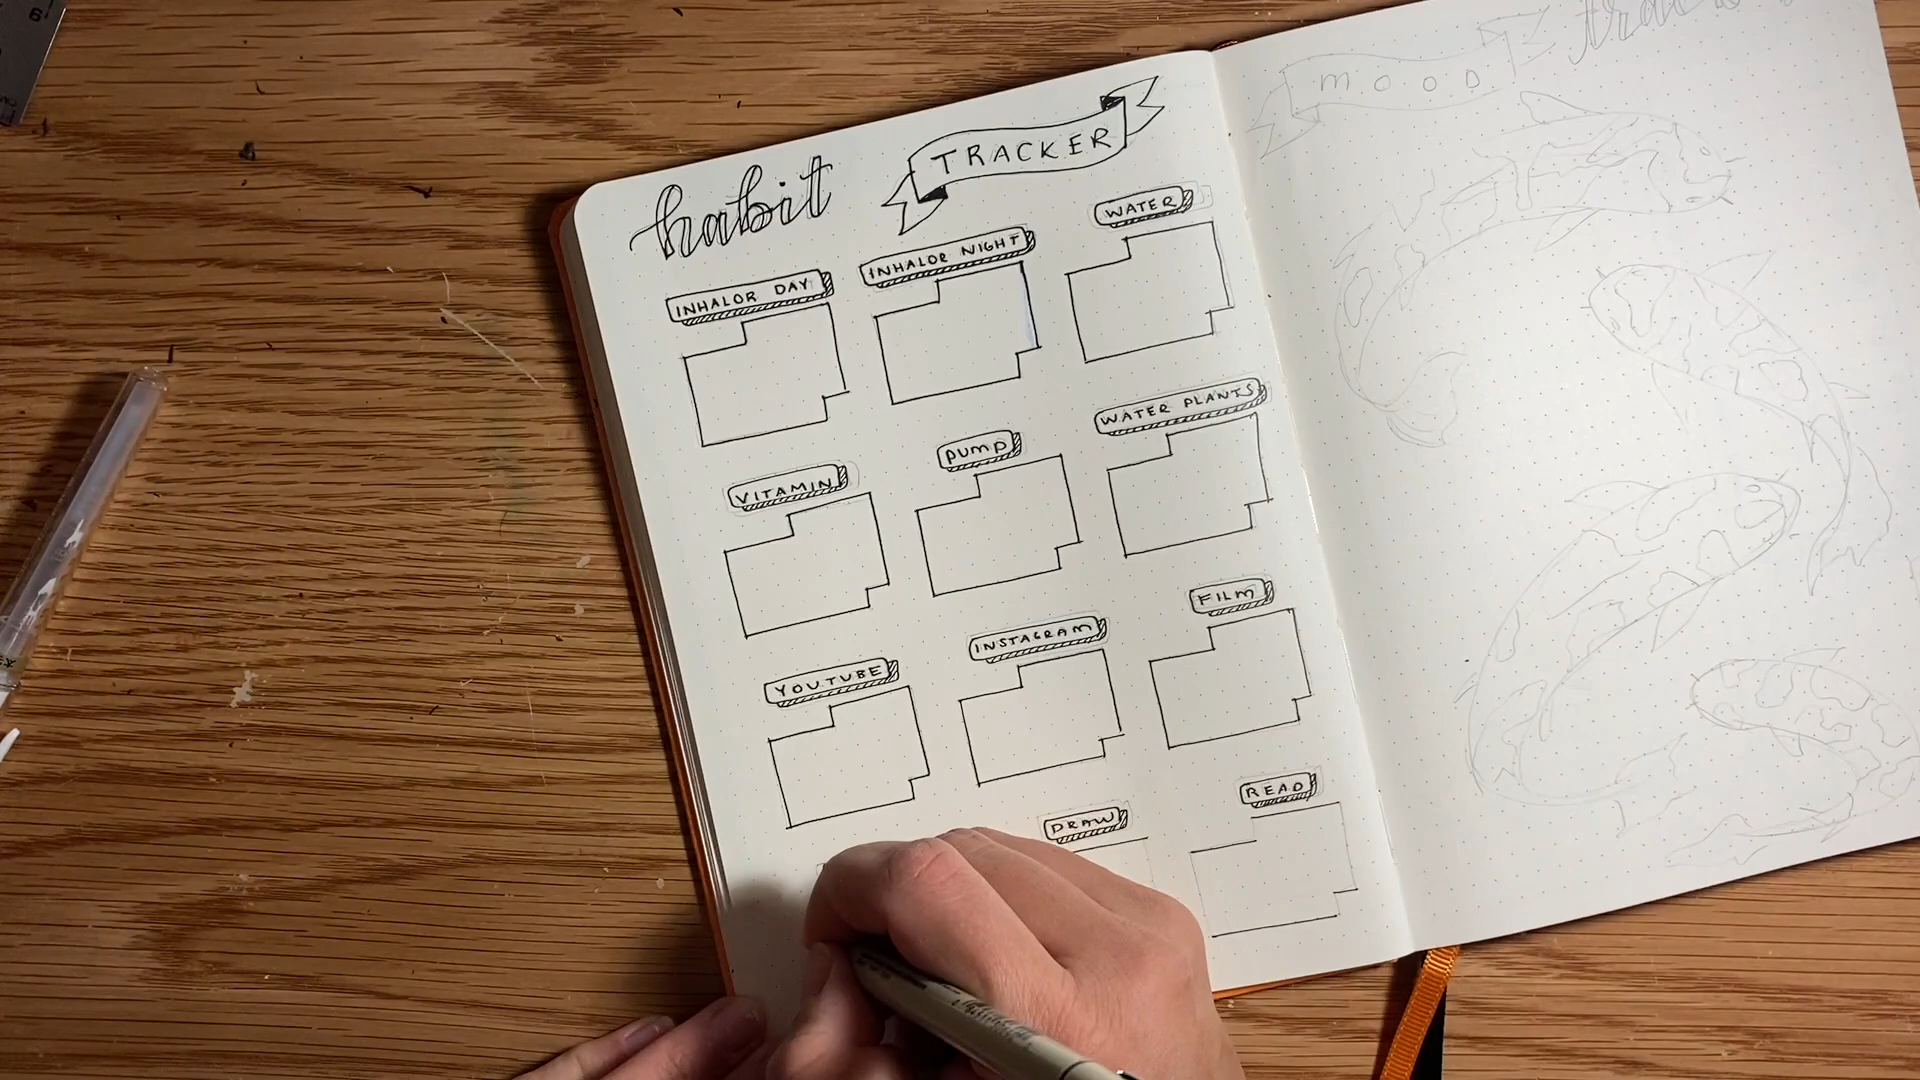 habit TRACKER
INHALOR DAY INHALOR NIGHT WATER
VITAMIN PUMP WATER PLANTS
YOUTUBE INSTAGRAM FILM
DRAW READ
MOOD